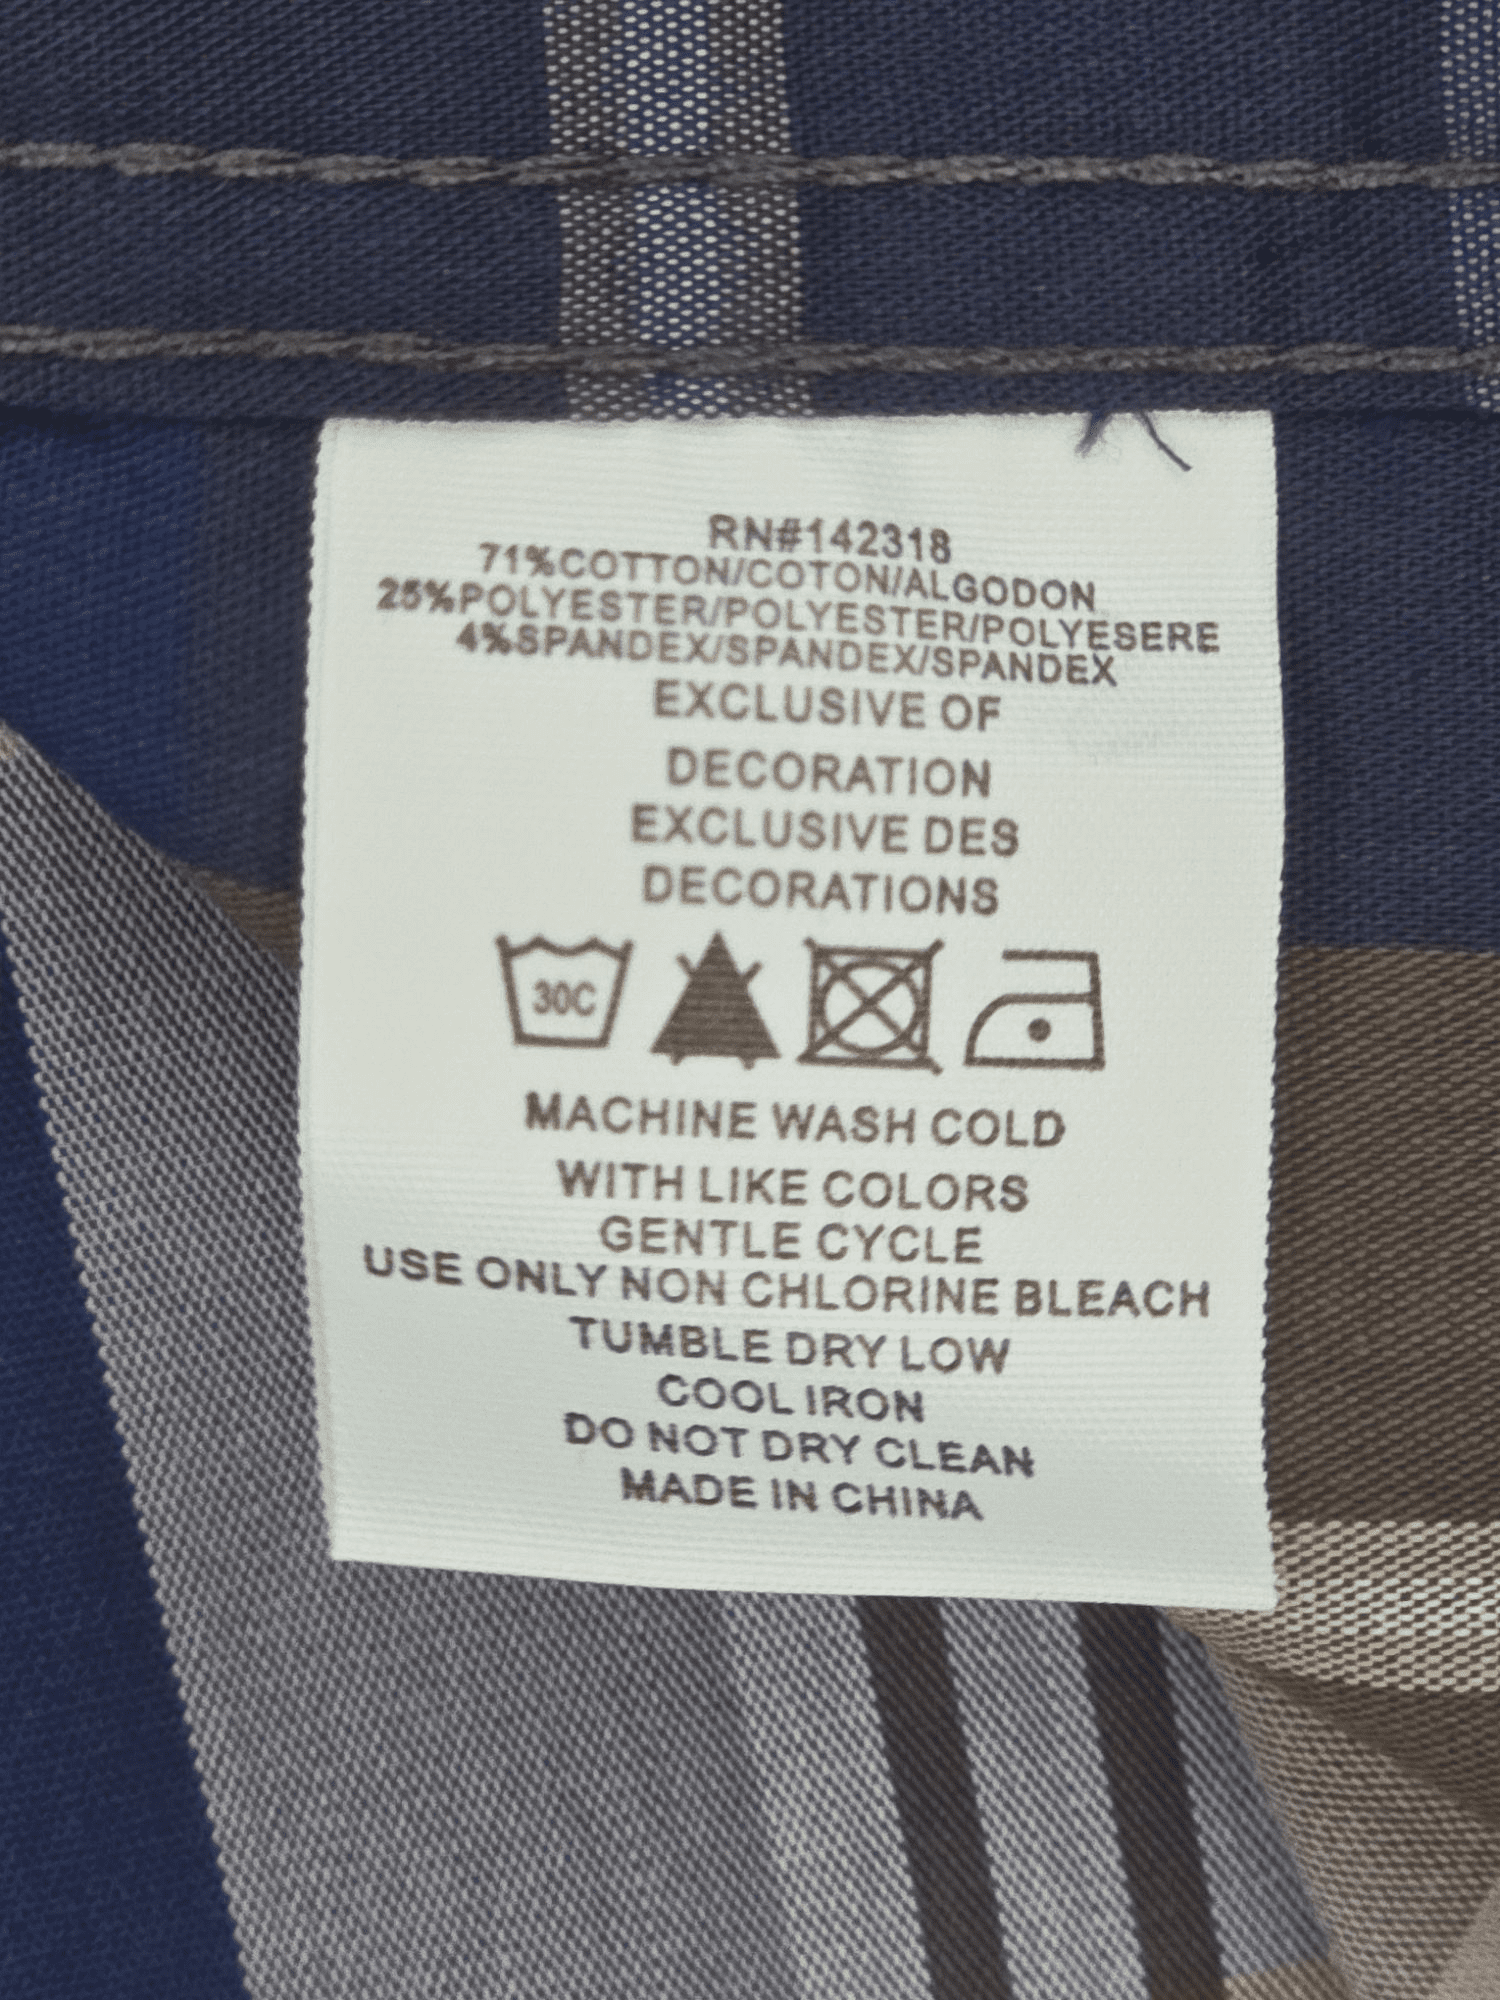 RN#142318
71%COTTON/COTON/ALGODON
25%POLYESTER/POLYESTER/POLYESERE
4%SPANDEX/SPANDEX/SPANDEX
EXCLUSIVE OF
DECORATION
EXCLUSIVE DES
DECORATIONS
30C
MACHINE WASH COLD
WITH LIKE COLORS
GENTLE CYCLE
USE ONLY NON CHLORINE BLEACH
TUMBLE DRY LOW
COOL IRON
DO NOT DRY CLEAN
MADE IN CHINA